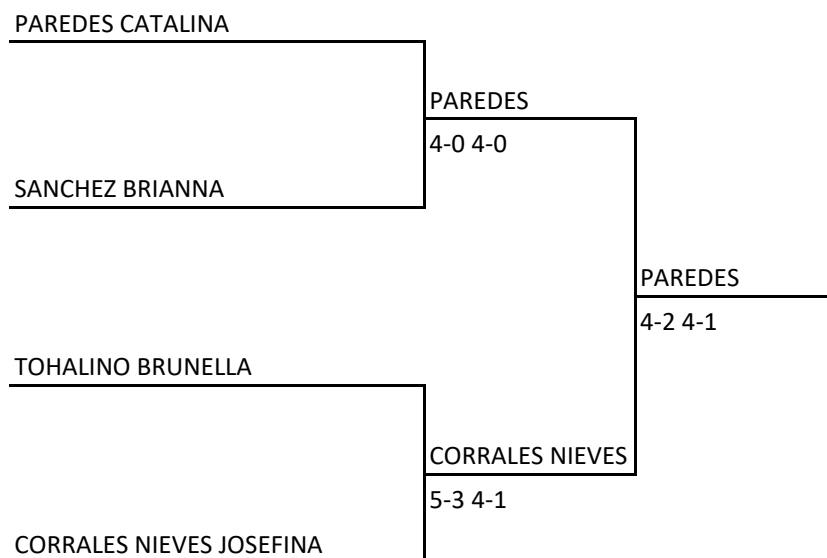 PAREDES CATALINA
PAREDES
4-0 4-0
SANCHEZ BRIANNA
PAREDES
4-2 4-1
TOHALINO BRUNELLA
CORRALES NIEVES
5-3 4-1
CORRALES NIEVES JOSEFINA